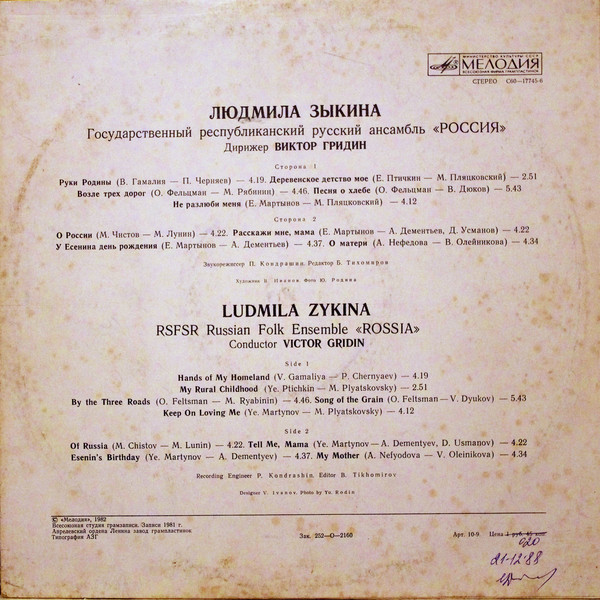 МИНИСТЕРСТВО КУЛЬТУРЫ СССР
МЕЛОДИЯ
ВСЕСОЮЗНАЯ ФИРМА ГРАМПЛАСТИНОК
СТЕРЕО С60—17745-6
ЛЮДМИЛА ЗЫКИНА
Государственный республиканский русский ансамбль «РОССИЯ»
Дирижер ВИКТОР ГРИДИН
Сторона 1
Руки Родины (В. Гамалия — П. Черняев) — 4.19. Деревенское детство мое (Е. Птичкин — М. Пляцковский) — 2.51
Возле трех дорог (О. Фельцман — М. Рябинин) — 4.46. Песня о хлебе (О. Фельцман — В. Дюков) — 5.43
Не разлюби меня (Е. Мартынов — М. Пляцковский) — 4.12
Сторона 2
О России (М. Чистов — М. Лунин) — 4.22. Расскажи мне, мама (Е. Мартынов — А. Дементьев, Д. Усманов) — 4.22
У Есенина день рождения (Е. Мартынов — А. Дементьев) — 4.37. О матери (А. Нефедова — В. Олейникова) — 4.34
Звукорежиссер П. Кондрашин. Редактор Б. Тихомиров
Художник В. Иванов. Фото Ю. Родина
LUDMILA ZYKINA
RSFSR Russian Folk Ensemble «ROSSIA»
Conductor VICTOR GRIDIN
Side 1
Hands of My Homeland (V. Gamaliya — P. Chernyaev) — 4.19
My Rural Childhood (Ye. Ptichkin — M. Plyatskovsky) — 2.51
By the Three Roads (O. Feltsman — M. Ryabinin) — 4.46. Song of the Grain (O. Feltsman — V. Dyukov) — 5.43
Keep On Loving Me (Ye. Martynov — M. Plyatskovsky) — 4.12
Side 2
Of Russia (M. Chistov — M. Lunin) — 4.22. Tell Me, Mama (Ye. Martynov — A. Dementyev, D. Usmanov) — 4.22
Esenin's Birthday (Ye. Martynov — A. Dementyev) — 4.37. My Mother (A. Nefyodova — V. Oleinikova) — 4.34
Recording Engineer P. Kondrashin. Editor B. Tikhomirov
Designer V. Ivanov. Photo by Yu. Rodin
© «Мелодия», 1982
Всесоюзная студия грамзаписи. Запись 1981 г.
Апрелевский ордена Ленина завод грампластинок
Типография АЗГ
Зак. 252—О—2160
Арт. 10-9. Цена
21-12-88